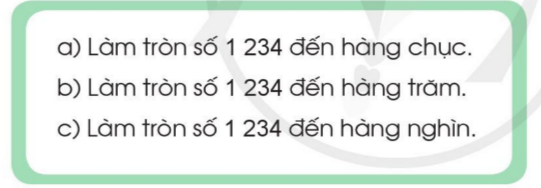 a) Làm tròn số 1 234 đến hàng chục.
b) Làm tròn số 1 234 đến hàng trăm.
c) Làm tròn số 1 234 đến hàng nghìn.